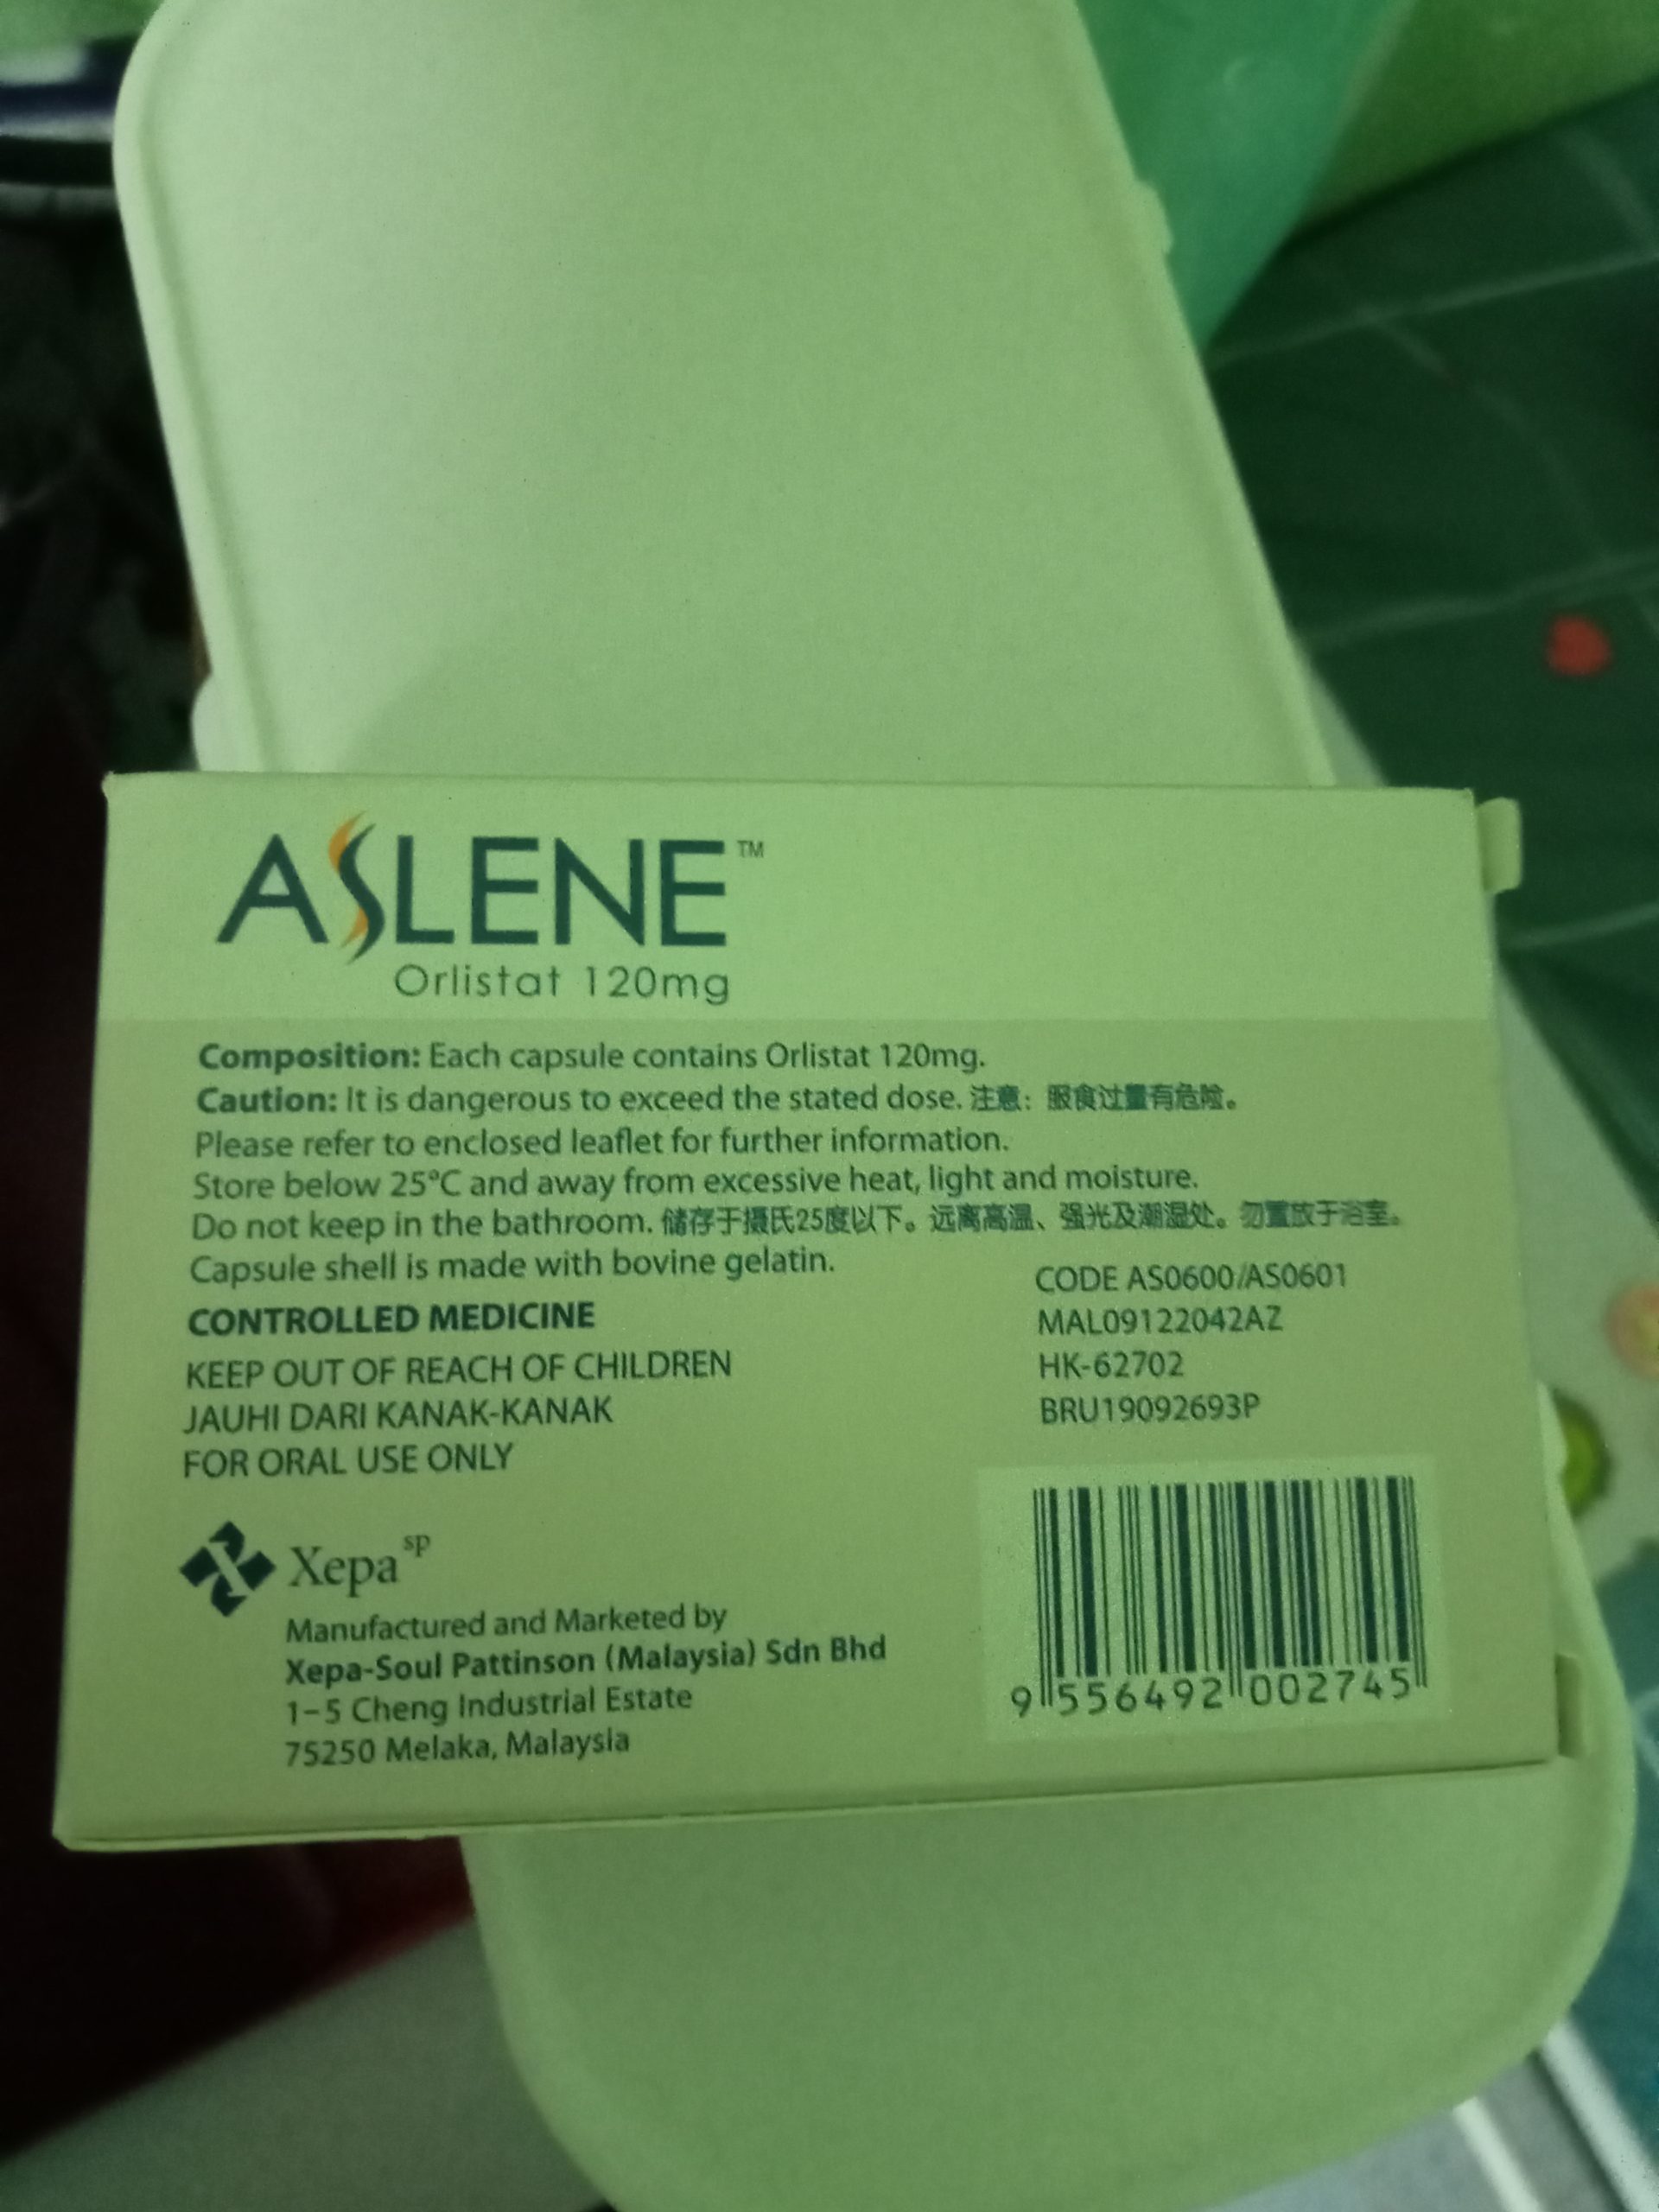 ASLENE™
Orlistat 120mg
Composition: Each capsule contains Orlistat 120mg.
Caution: It is dangerous to exceed the stated dose. 注意：服食过量有危险。
Please refer to enclosed leaflet for further information.
Store below 25°C and away from excessive heat, light and moisture.
Do not keep in the bathroom. 储存于摄氏25度以下。远离高温、强光及潮湿处。勿置放于浴室。
Capsule shell is made with bovine gelatin.
CONTROLLED MEDICINE
KEEP OUT OF REACH OF CHILDREN
JAUHI DARI KANAK-KANAK
FOR ORAL USE ONLY
CODE AS0600/AS0601
MAL09122042AZ
HK-62702
BRU19092693P
Xepa sp
Manufactured and Marketed by
Xepa-Soul Pattinson (Malaysia) Sdn Bhd
1-5 Cheng Industrial Estate
75250 Melaka, Malaysia
9 556492 002745